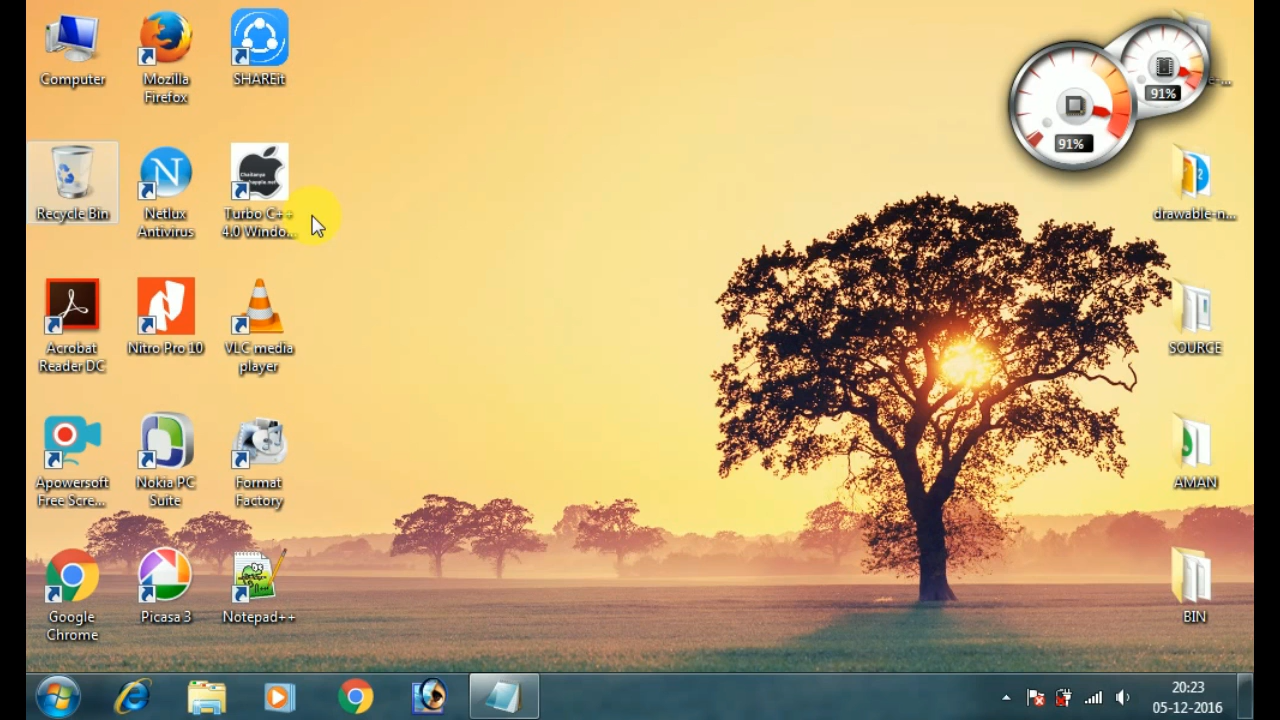 Computer
Mozilla
Firefox
SHAREit
Recycle Bin
Netlux
Antivirus
Turbo C++
4.0 Windo...
Acrobat
Reader DC
Nitro Pro 10
VLC media
player
Apowersoft
Free Scre...
Nokia PC
Suite
Format
Factory
Google
Chrome
Picasa 3
Notepad++
91%
91%
drawable-n...
SOURCE
AMAN
BIN
20:23
05-12-2016